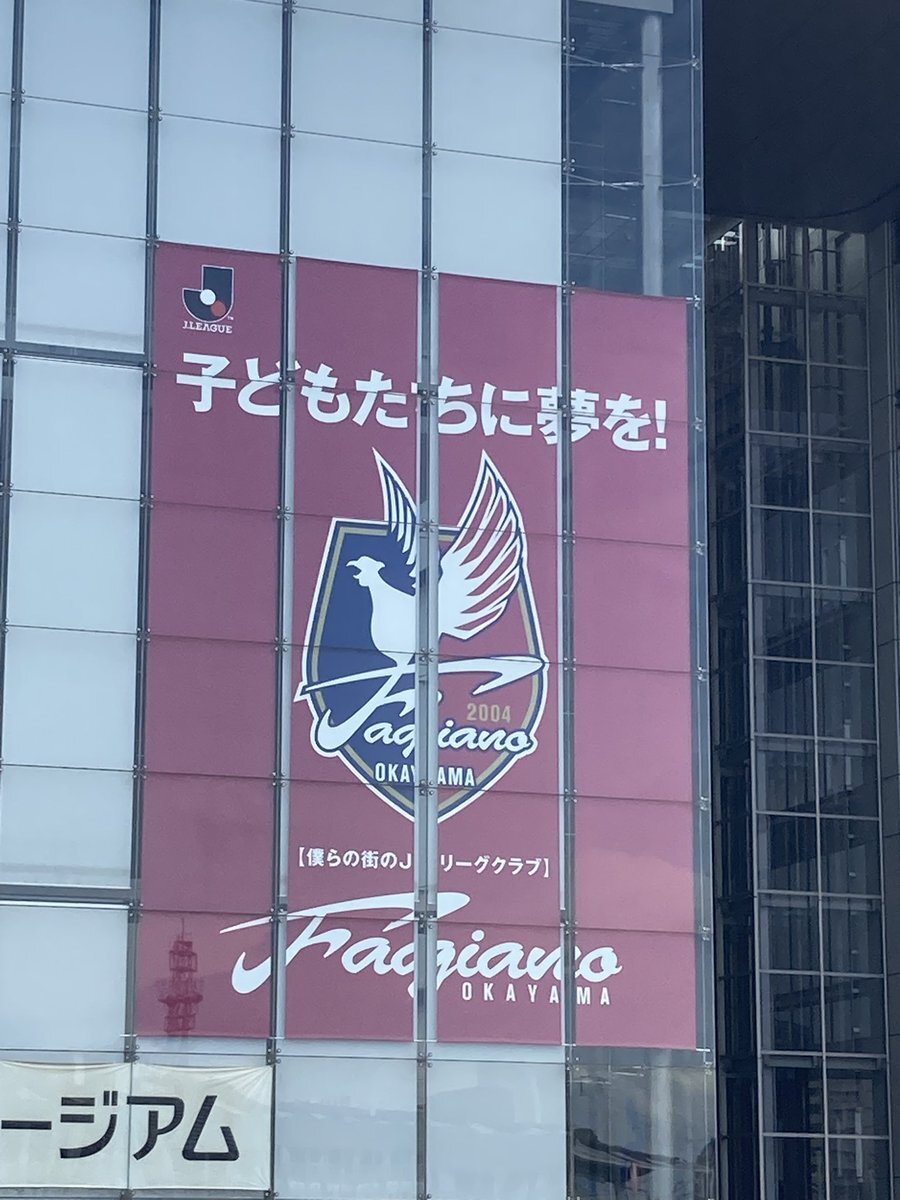 J.LEAGUE
子どもたちに夢を!
2004
Fagiano
OKAYAMA
【僕らの街のJリーグクラブ】
Fagiano
OKAYAMA
ージアム